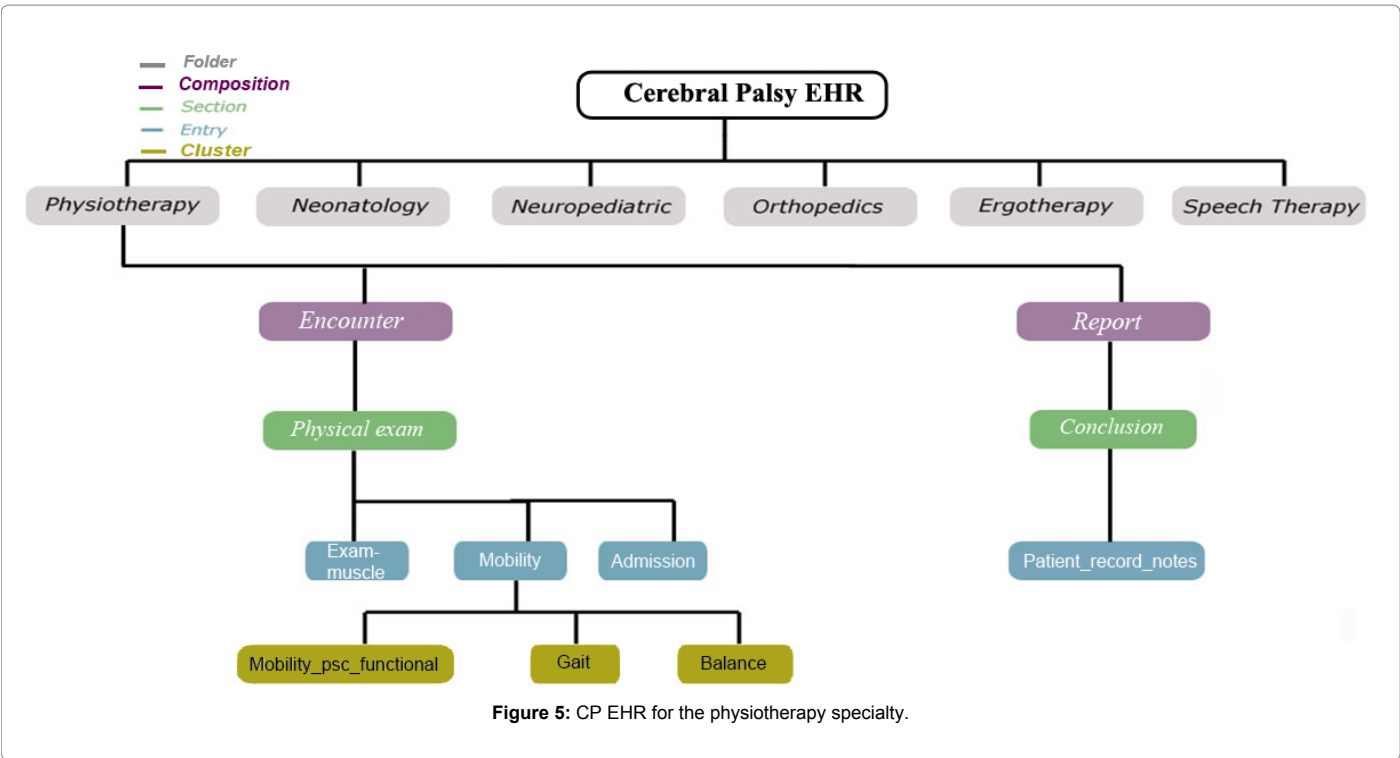 Folder
Composition
Section
Entry
Cluster
Cerebral Palsy EHR
Physiotherapy
Neonatology
Neuropediatric
Orthopedics
Ergotherapy
Speech Therapy
Encounter
Report
Physical exam
Conclusion
Exam-
muscle
Mobility
Admission
Patient_record_notes
Mobility_psc_functional
Gait
Balance
Figure 5: CP EHR for the physiotherapy specialty.